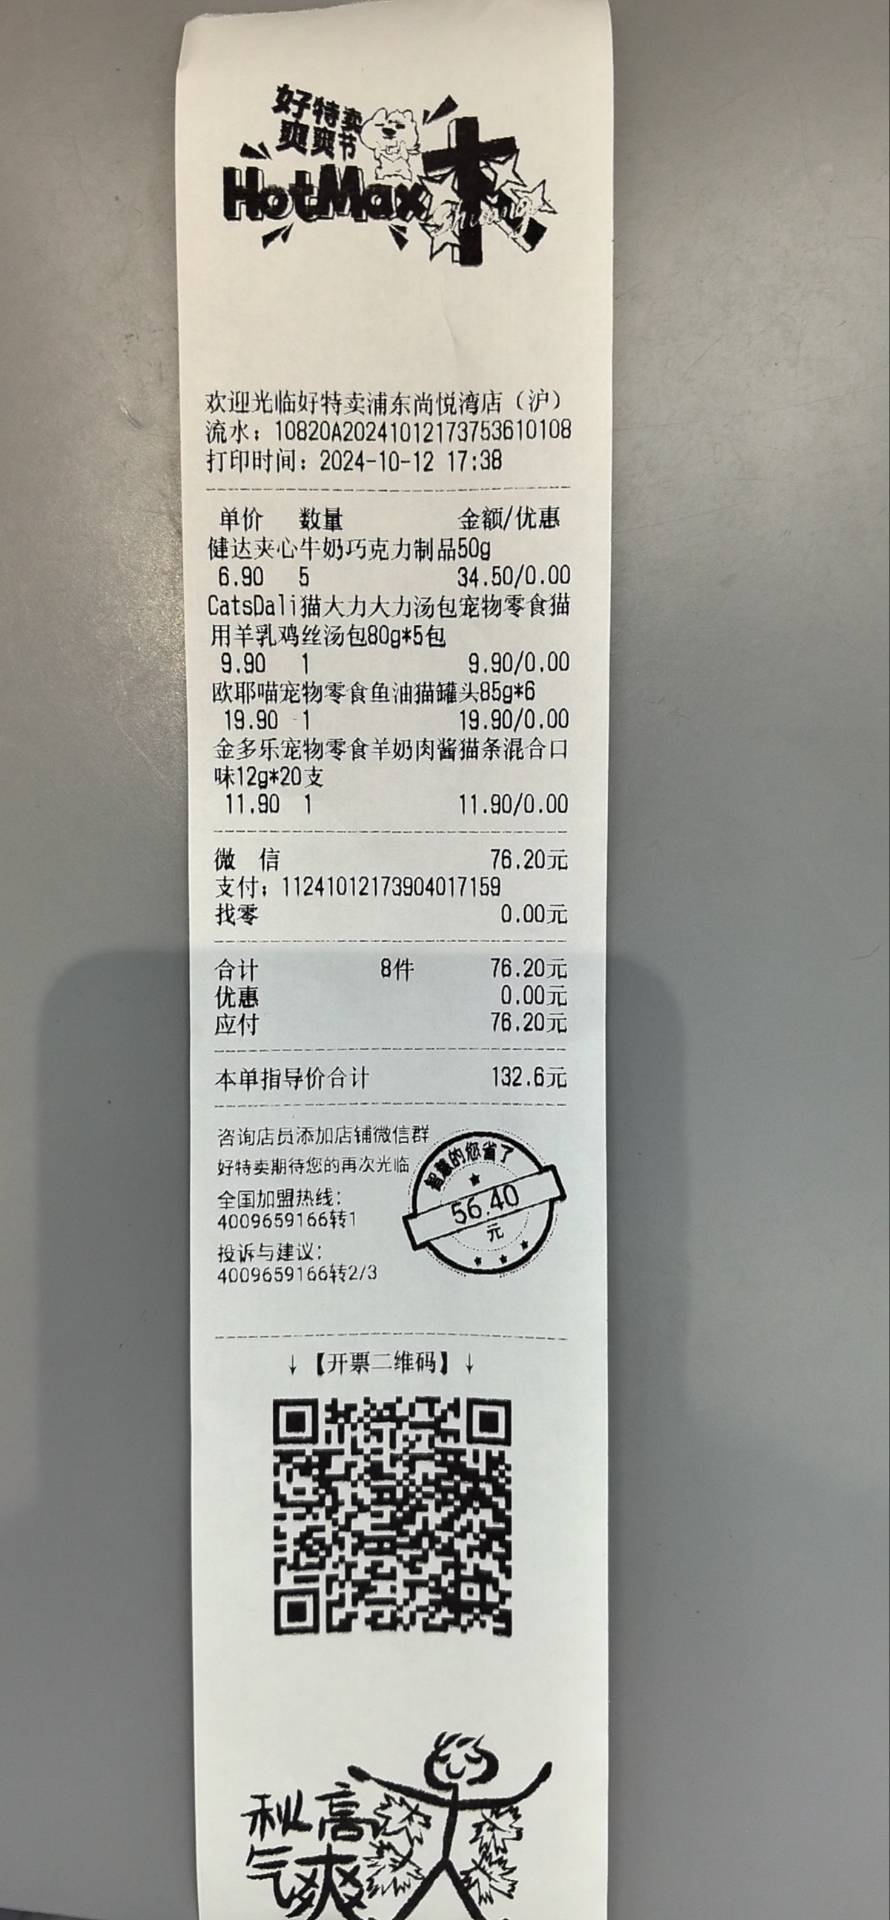 好特卖
爽爽节
HotMax
Shuang
欢迎光临好特卖浦东尚悦湾店（沪）
流水：10820A20241012173753610108
打印时间：2024-10-12 17:38
单价 数量 金额/优惠
健达夹心牛奶巧克力制品50g
6.90 5 34.50/0.00
CatsDali猫大力大力汤包宠物零食猫
用羊乳鸡丝汤包80g*5包
9.90 1 9.90/0.00
欧耶喵宠物零食鱼油猫罐头85g*6
19.90 1 19.90/0.00
金多乐宠物零食羊奶肉酱猫条混合口
味12g*20支
11.90 1 11.90/0.00
微 信 76.20元
支付：11241012173904017159
找零 0.00元
合计 8件 76.20元
优惠 0.00元
应付 76.20元
本单指导价合计 132.6元
咨询店员添加店铺微信群
好特卖期待您的再次光临
智慧的您省了
56.40
元
全国加盟热线：
4009659166转1
投诉与建议：
4009659166转2/3
↓【开票二维码】↓
秋高
气爽